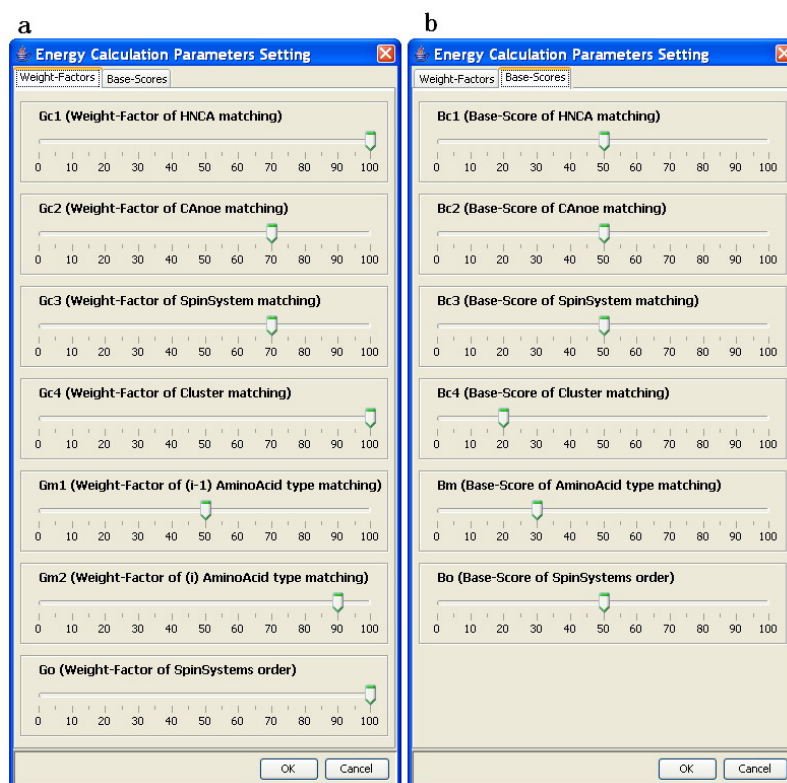 a
Energy Calculation Parameters Setting
Weight-Factors Base-Scores
Gc1 (Weight-Factor of HNCA matching)
0 10 20 30 40 50 60 70 80 90 100
Gc2 (Weight-Factor of CAnoe matching)
0 10 20 30 40 50 60 70 80 90 100
Gc3 (Weight-Factor of SpinSystem matching)
0 10 20 30 40 50 60 70 80 90 100
Gc4 (Weight-Factor of Cluster matching)
0 10 20 30 40 50 60 70 80 90 100
Gm1 (Weight-Factor of (i-1) AminoAcid type matching)
0 10 20 30 40 50 60 70 80 90 100
Gm2 (Weight-Factor of (i) AminoAcid type matching)
0 10 20 30 40 50 60 70 80 90 100
Go (Weight-Factor of SpinSystems order)
0 10 20 30 40 50 60 70 80 90 100
OK Cancel
b
Energy Calculation Parameters Setting
Weight-Factors Base-Scores
Bc1 (Base-Score of HNCA matching)
0 10 20 30 40 50 60 70 80 90 100
Bc2 (Base-Score of CAnoe matching)
0 10 20 30 40 50 60 70 80 90 100
Bc3 (Base-Score of SpinSystem matching)
0 10 20 30 40 50 60 70 80 90 100
Bc4 (Base-Score of Cluster matching)
0 10 20 30 40 50 60 70 80 90 100
Bm (Base-Score of AminoAcid type matching)
0 10 20 30 40 50 60 70 80 90 100
Bo (Base-Score of SpinSystems order)
0 10 20 30 40 50 60 70 80 90 100
OK Cancel